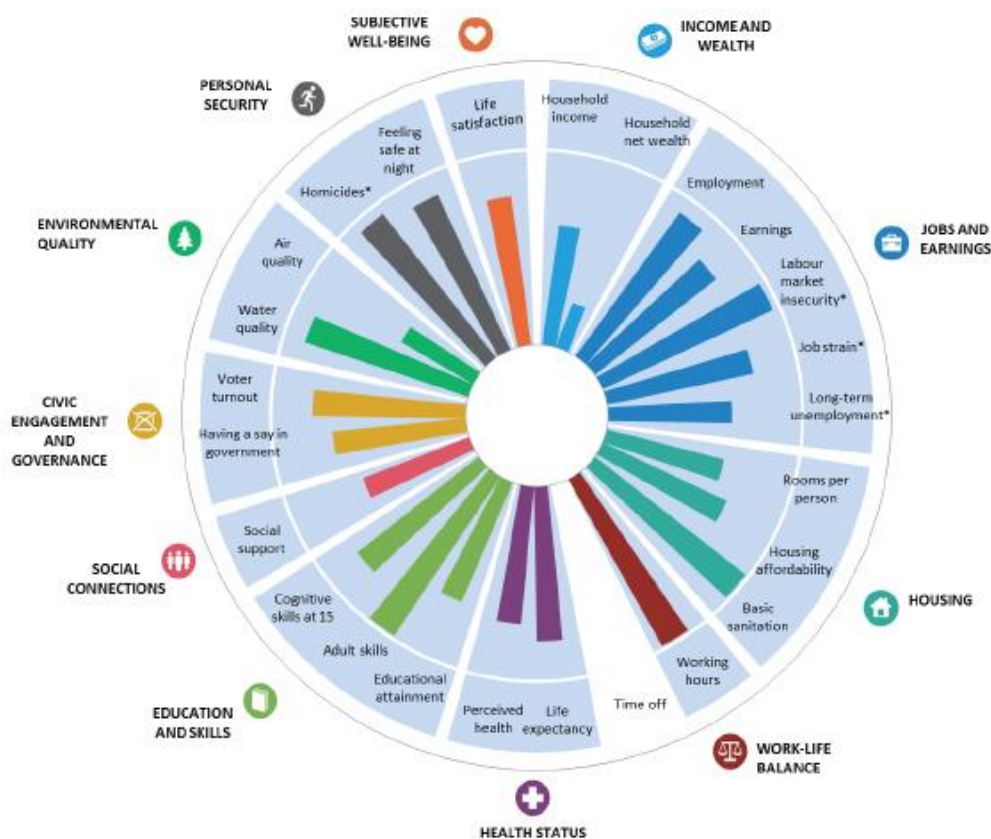 SUBJECTIVE
WELL-BEING
INCOME AND
WEALTH
PERSONAL
SECURITY
Life
satisfaction
Household
income
Household
net wealth
Feeling
safe at
night
Homicides*
Employment
Earnings
ENVIRONMENTAL
QUALITY
JOBS AND
EARNINGS
Air
quality
Labour
market
insecurity*
Water
quality
Job strain*
Voter
turnout
Long-term
unemployment*
CIVIC
ENGAGEMENT
AND
GOVERNANCE
Having a say in
government
Rooms per
person
Social
support
SOCIAL
CONNECTIONS
Housing
affordability
HOUSING
Cognitive
skills at 15
Basic
sanitation
Adult skills
Working
hours
Educational
attainment
Perceived
health
Life
expectancy
Time off
EDUCATION
AND SKILLS
WORK-LIFE
BALANCE
HEALTH STATUS